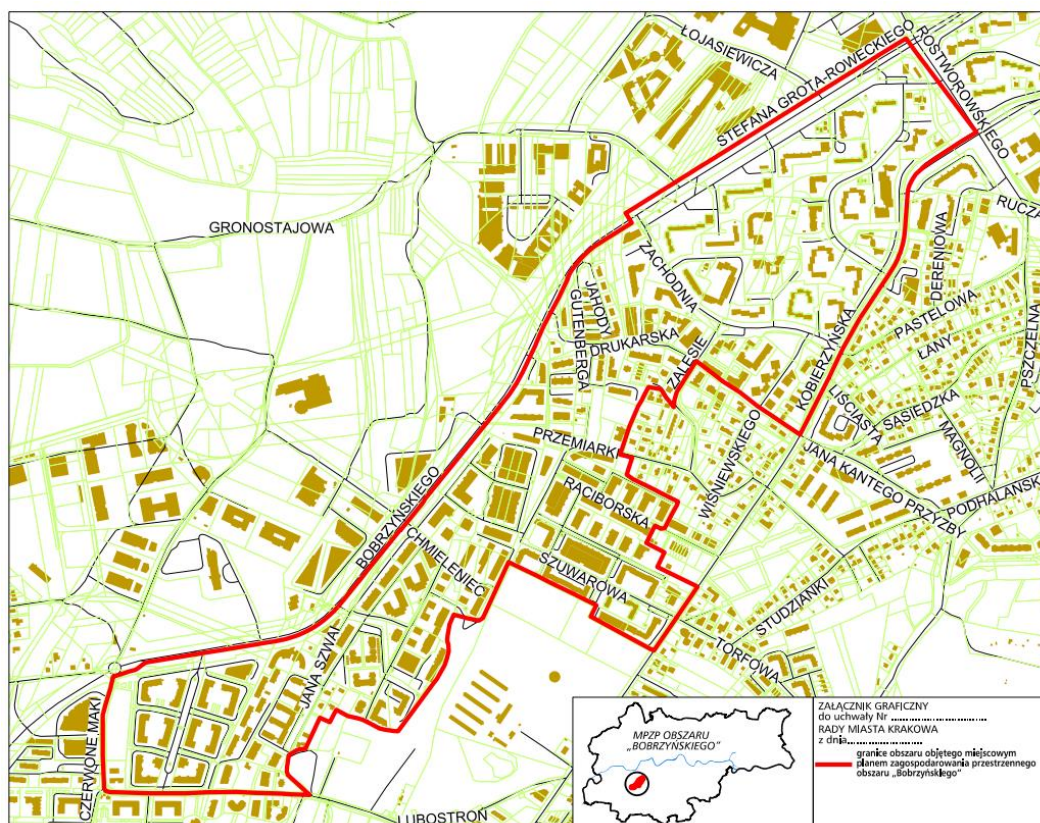 ŁOJASIEWICZA
STEFANA GROTA-ROWECKIEGO
ROSTWOROWSKIEGO
RUCZA
GRONOSTAJOWA
ZACHODNIA
DERENIOWA
JAHODY
GUTENBERGA
DRUKARSKA
ZALESIE
PASTELOWA
ŁANY
PSZCZELNA
KOBIERZYŃSKA
LIŚCIASTA
SĄSIEDZKA
MAGNOLII
PRZEMIARKI
WIŚNIEWSKIEGO
JANA KANTEGO PRZYZBY
PODHALAŃSK
RACIBORSKA
BOBRZYŃSKIEGO
CHMIELENIEC
SZUWAROWA
STUDZIANKI
TORFOWA
JANA SZWAI
CZERWONE MAKI
LUBOSTROŃ
MPZP OBSZARU
„BOBRZYŃSKIEGO"
ZAŁĄCZNIK GRAFICZNY
do uchwały Nr ..............................
RADY MIASTA KRAKOWA
z dnia......................
granice obszaru objętego miejscowym
planem zagospodarowania przestrzennego
obszaru „Bobrzyńskiego"